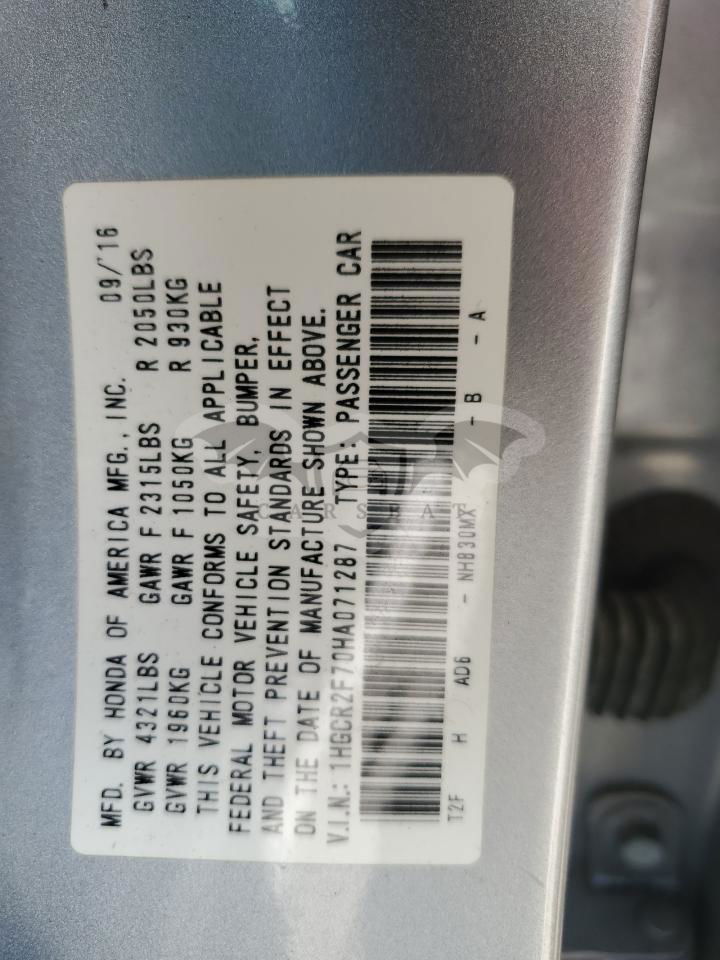 MFD. BY HONDA OF AMERICA MFG., INC. 09/'16
GVWR 4321LBS GAWR F 2315LBS R 2050LBS
GVWR 1960KG GAWR F 1050KG R 930KG
THIS VEHICLE CONFORMS TO ALL APPLICABLE
FEDERAL MOTOR VEHICLE SAFETY, BUMPER,
AND THEFT PREVENTION STANDARDS IN EFFECT
ON THE DATE OF MANUFACTURE SHOWN ABOVE.
V.I.N.: 1HGCR2F70HA071287 TYPE: PASSENGER CAR
T2F H AD6 - NH830MX - B - A
CARSBAT